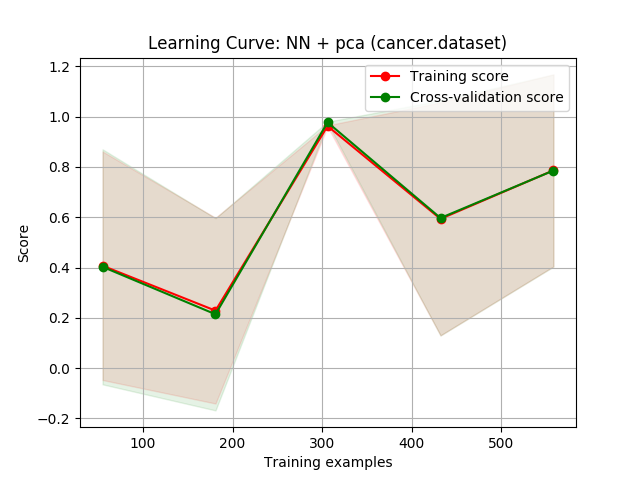 Learning Curve: NN + pca (cancer.dataset)
Training score
Cross-validation score
1.2
1.0
0.8
0.6
0.4
0.2
0.0
−0.2
Score
100 200 300 400 500
Training examples